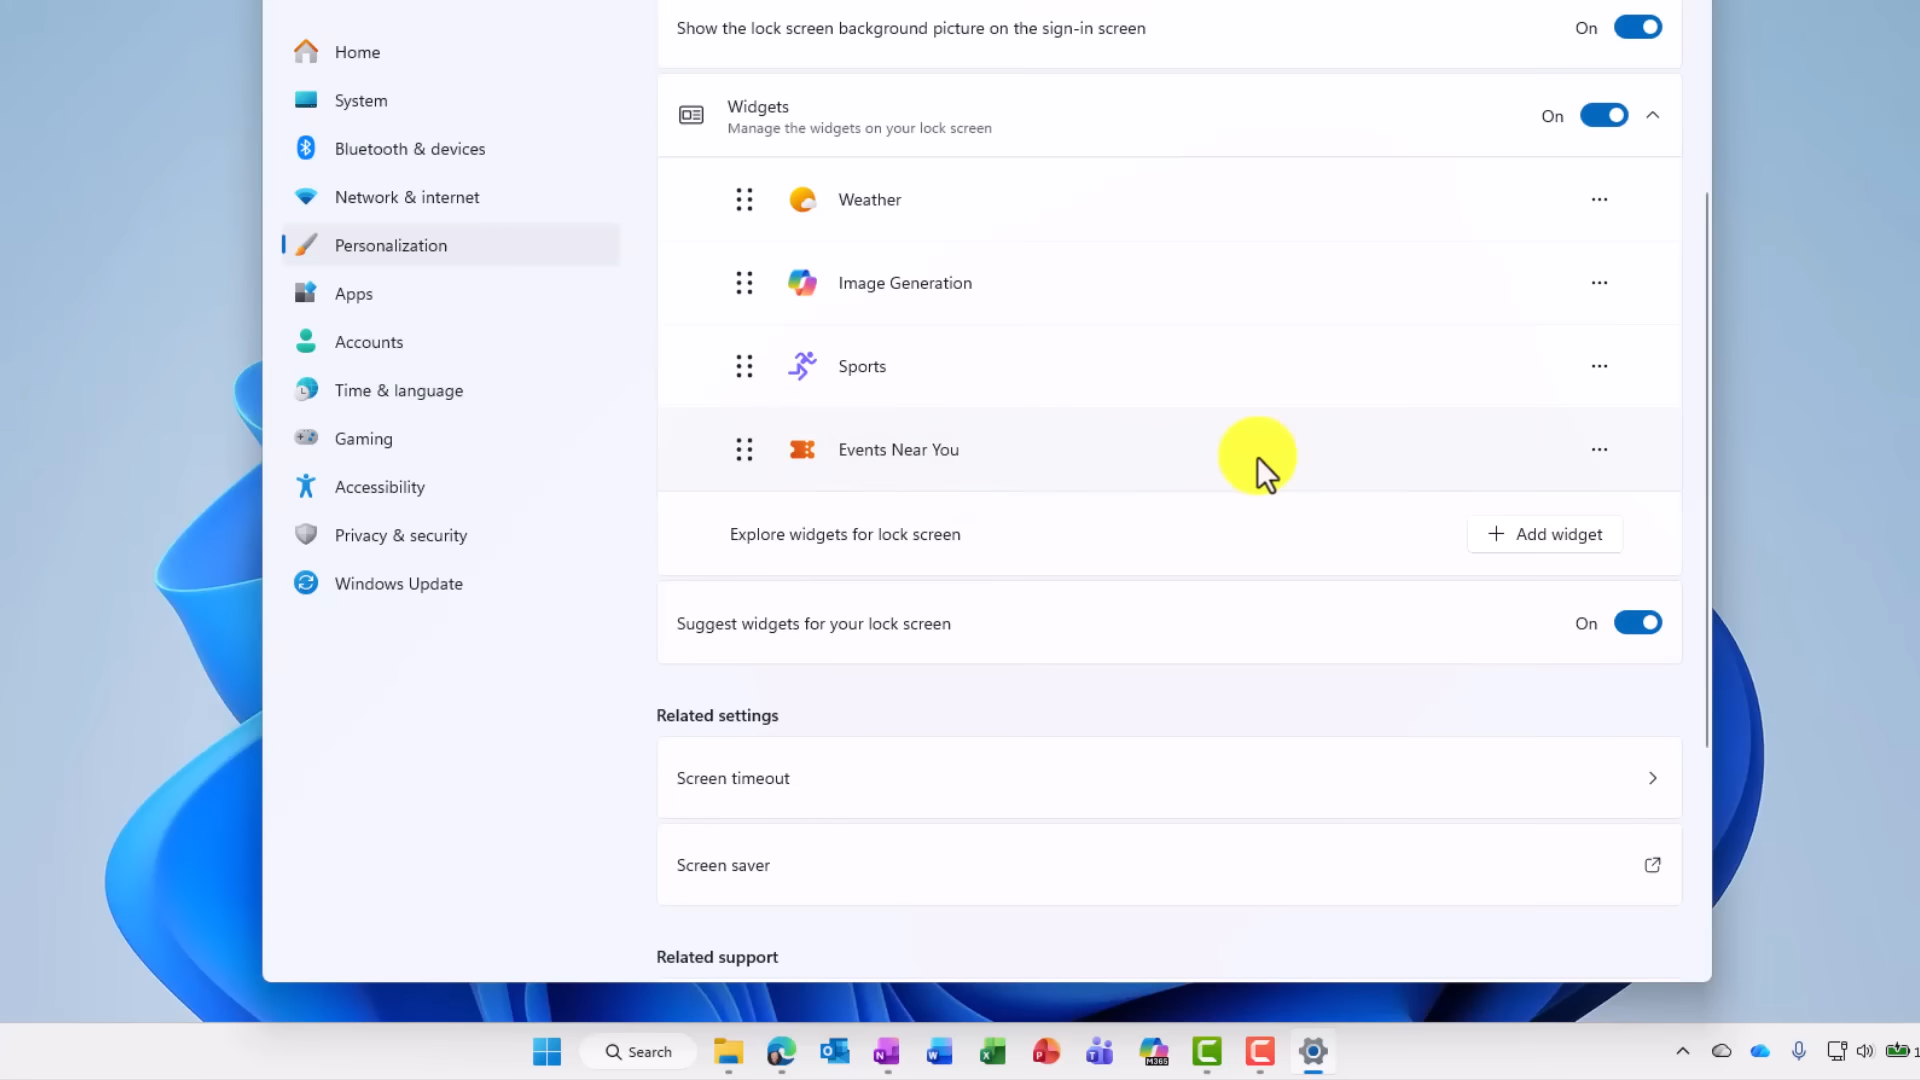 Show the lock screen background picture on the sign-in screen
On
Home
System
Bluetooth & devices
Network & internet
Personalization
Apps
Accounts
Time & language
Gaming
Accessibility
Privacy & security
Windows Update
Widgets
Manage the widgets on your lock screen
On
Weather
Image Generation
Sports
Events Near You
Explore widgets for lock screen
Add widget
Suggest widgets for your lock screen
On
Related settings
Screen timeout
Screen saver
Related support
Search
M365
1